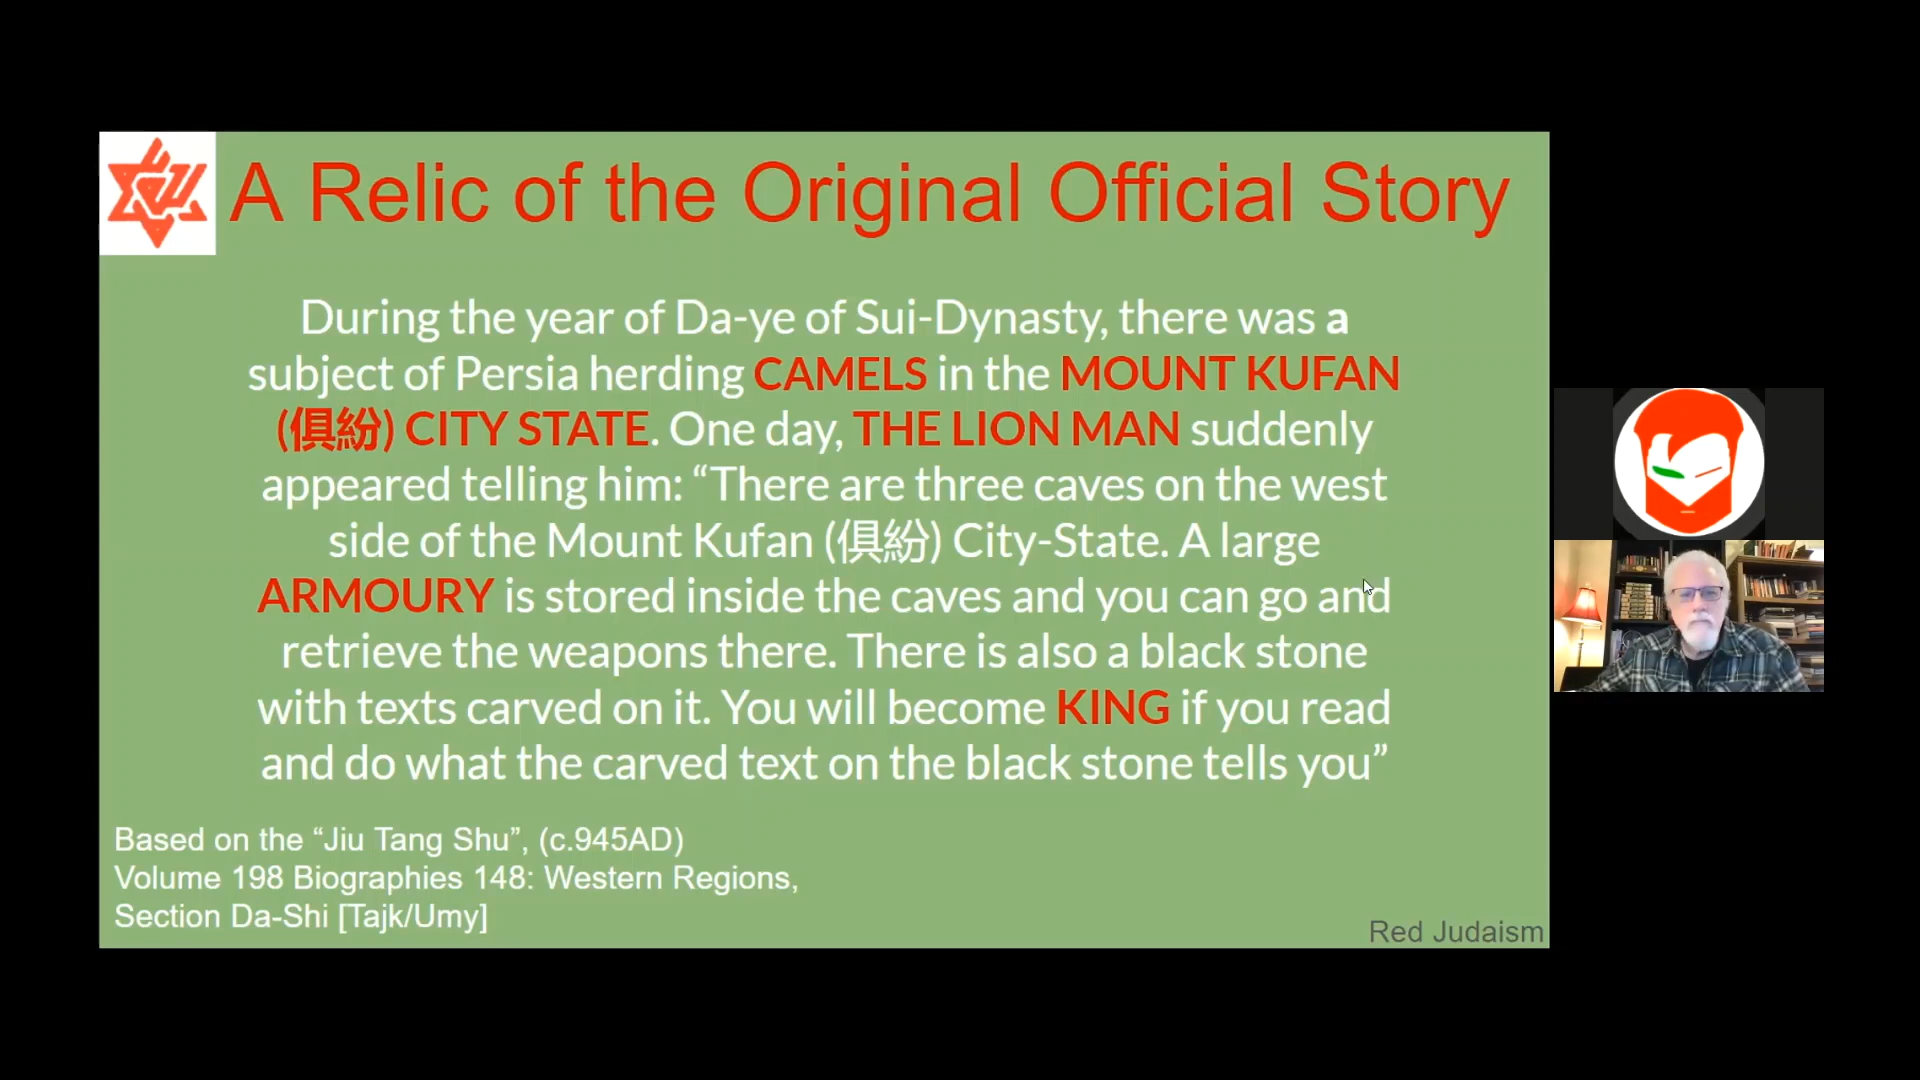 A Relic of the Original Official Story
During the year of Da-ye of Sui-Dynasty, there was a
subject of Persia herding CAMELS in the MOUNT KUFAN
(俱紛) CITY STATE. One day, THE LION MAN suddenly
appeared telling him: “There are three caves on the west
side of the Mount Kufan (俱紛) City-State. A large
ARMOURY is stored inside the caves and you can go and
retrieve the weapons there. There is also a black stone
with texts carved on it. You will become KING if you read
and do what the carved text on the black stone tells you”
Based on the “Jiu Tang Shu”, (c.945AD)
Volume 198 Biographies 148: Western Regions,
Section Da-Shi [Tajk/Umy]
Red Judaism